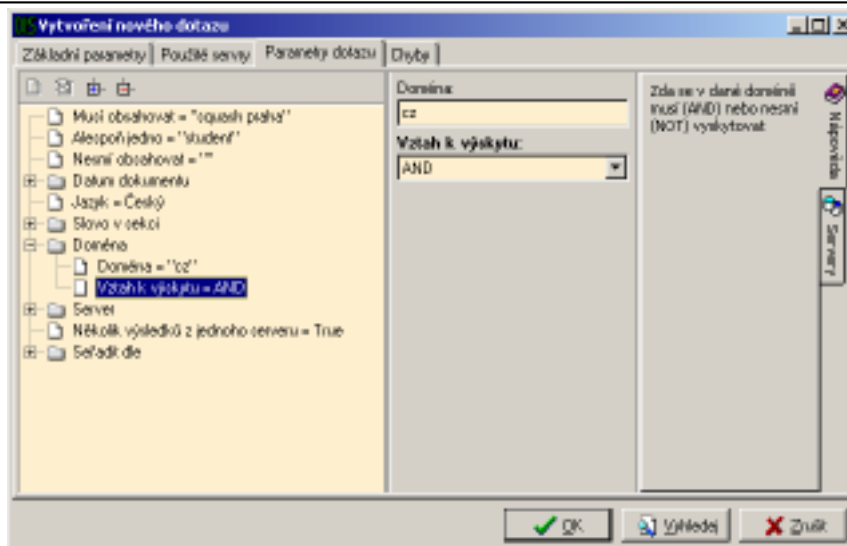 Vytvoření nového dotazu
Základní parametry
Použité servry
Parametry dotazu
Chyby
Musí obsahovat = "squash praha"
Alespoň jedno = "student"
Nesmí obsahovat = ""
Datum dokumentu
Jazyk = Český
Slovo v sekci
Doména
Doména = "cz"
Vztah k výskytu = AND
Server
Několik výsledků z jednoho serveru = True
Seřadit dle
Doména:
cz
Vztah k výskytu:
AND
Zda se v dané doméně
musí (AND) nebo nesmí
(NOT) vyskytovat
Nápověda
Servery
OK
Vyhledej
Zrušit